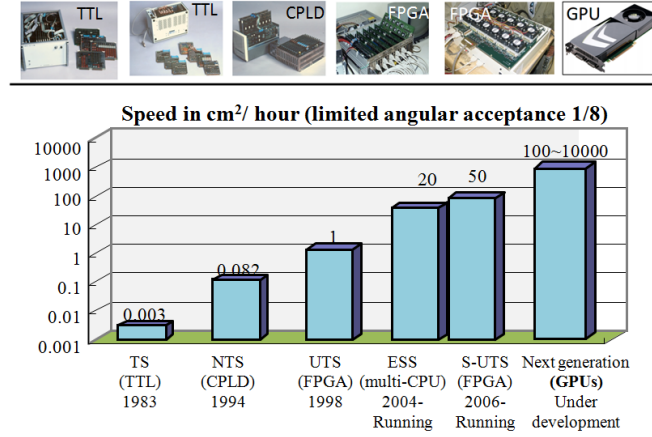 TTL
TTL
CPLD
FPGA
FPGA
GPU
Speed in cm²/ hour (limited angular acceptance 1/8)
10000
1000
100
10
1
0.1
0.01
0.001
0.003
0.082
1
20
50
100~10000
TS
(TTL)
1983
NTS
(CPLD)
1994
UTS
(FPGA)
1998
ESS
(multi-CPU)
2004-
Running
S-UTS
(FPGA)
2006-
Running
Next generation
(GPUs)
Under
development